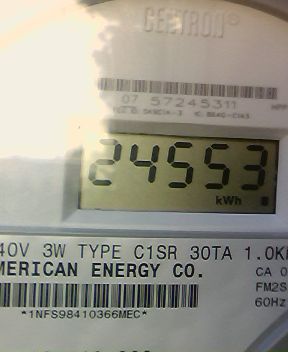 CENTRON®
07 57245311
24553
kWh
40V 3W TYPE C1SR 30TA 1.0K
MERICAN ENERGY CO.
CA 0
FM2S
60Hz
*1NFS98410366MEC*